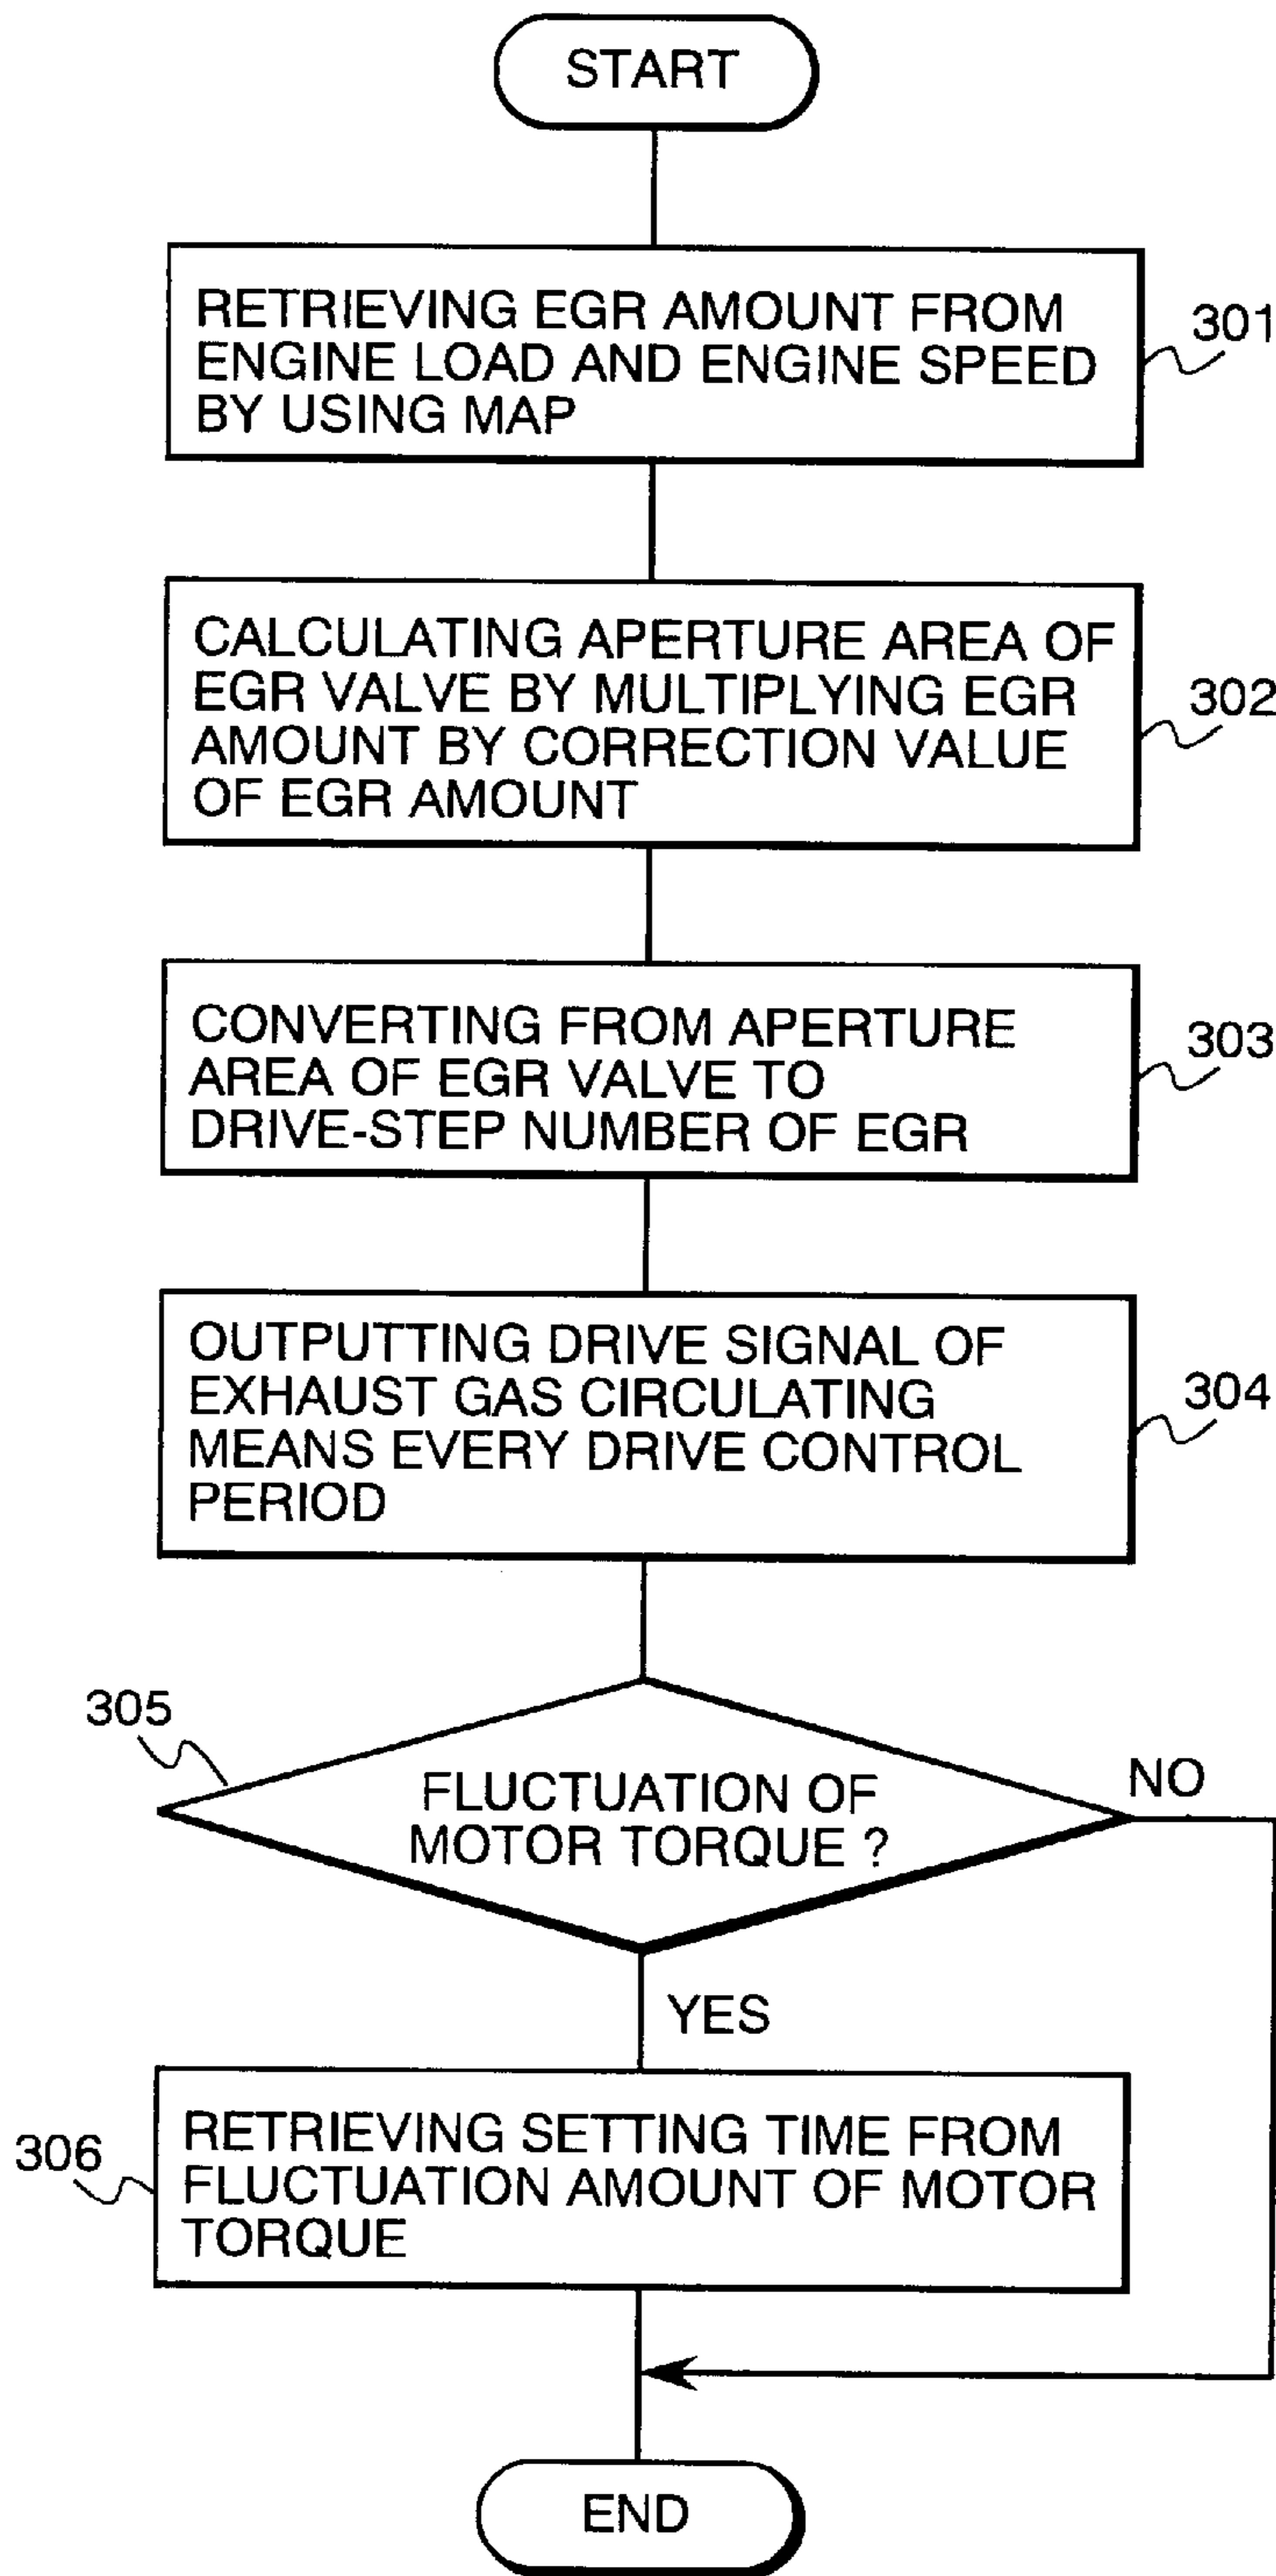 START
RETRIEVING EGR AMOUNT FROM
ENGINE LOAD AND ENGINE SPEED
BY USING MAP
301
CALCULATING APERTURE AREA OF
EGR VALVE BY MULTIPLYING EGR
AMOUNT BY CORRECTION VALUE
OF EGR AMOUNT
302
CONVERTING FROM APERTURE
AREA OF EGR VALVE TO
DRIVE-STEP NUMBER OF EGR
303
OUTPUTTING DRIVE SIGNAL OF
EXHAUST GAS CIRCULATING
MEANS EVERY DRIVE CONTROL
PERIOD
304
305
FLUCTUATION OF
MOTOR TORQUE ?
NO
YES
306
RETRIEVING SETTING TIME FROM
FLUCTUATION AMOUNT OF MOTOR
TORQUE
END